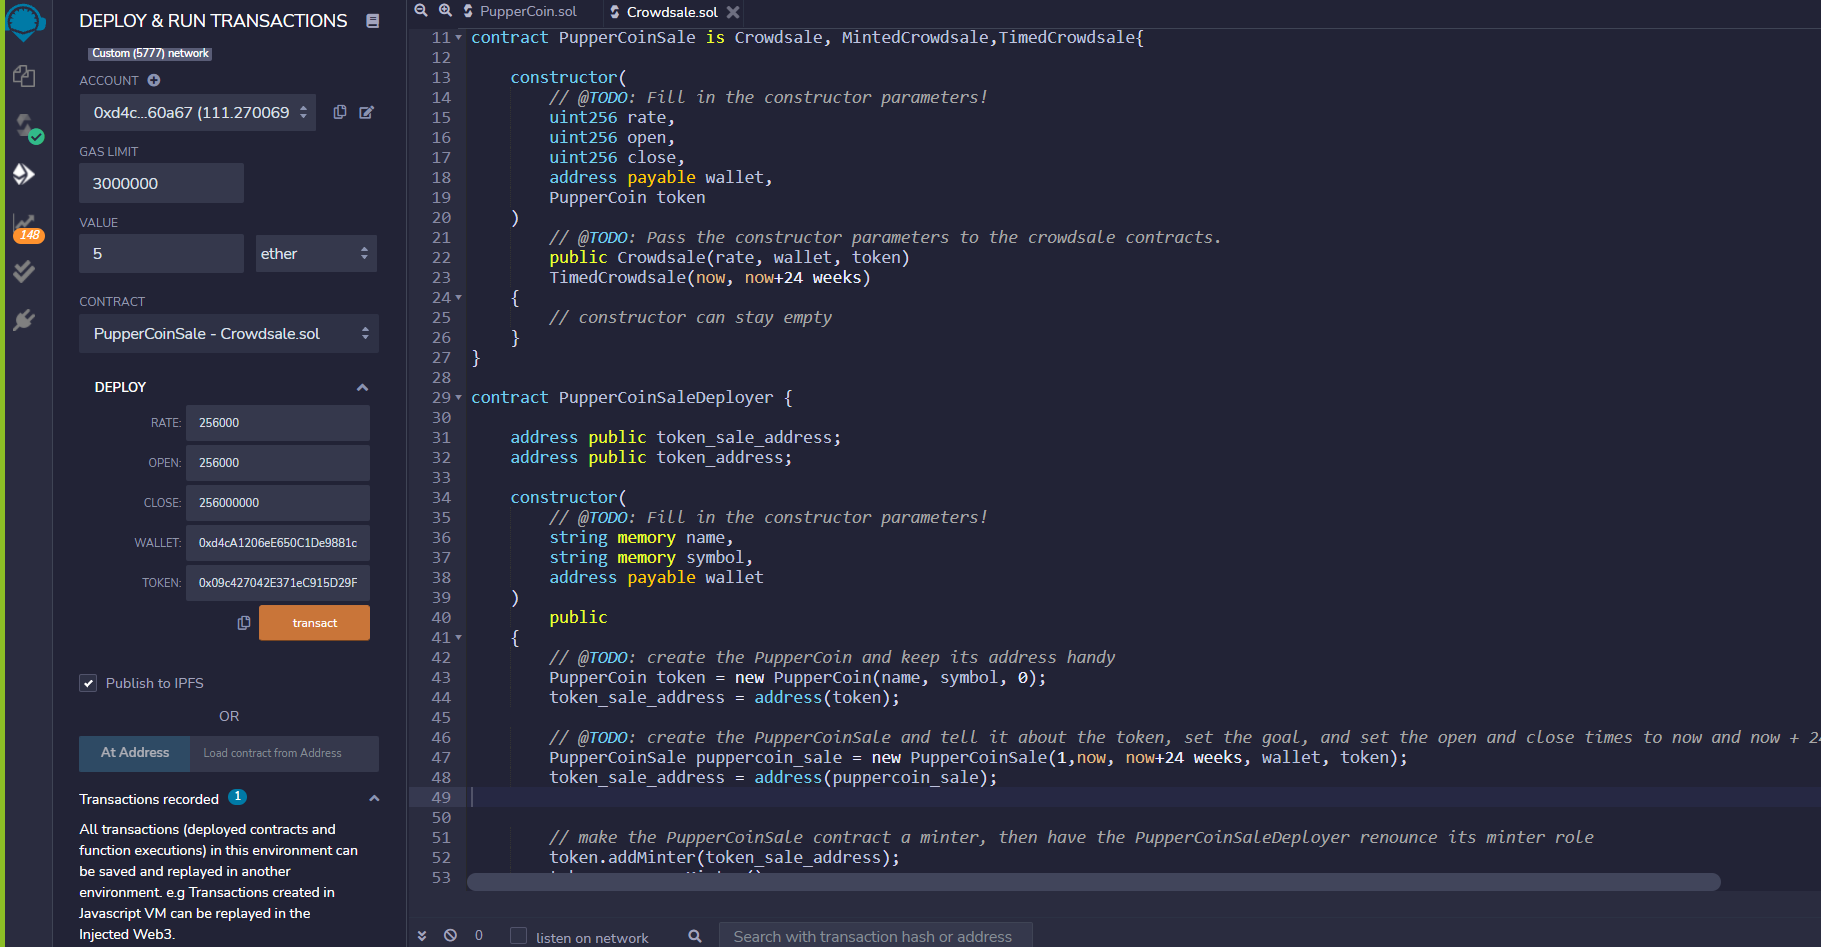 DEPLOY & RUN TRANSACTIONS
Custom (5777) network
ACCOUNT
0xd4c...60a67 (111.270069
GAS LIMIT
3000000
VALUE
5
ether
CONTRACT
PupperCoinSale - Crowdsale.sol
DEPLOY
RATE: 256000
OPEN: 256000
CLOSE: 256000000
WALLET: 0xd4cA1206eE650C1De9881c
TOKEN: 0x09c427042E371eC915D29F
transact
Publish to IPFS
OR
At Address Load contract from Address
Transactions recorded 1
All transactions (deployed contracts and
function executions) in this environment can
be saved and replayed in another
environment. e.g Transactions created in
Javascript VM can be replayed in the
Injected Web3.
148
PupperCoin.sol
Crowdsale.sol
11 contract PupperCoinSale is Crowdsale, MintedCrowdsale,TimedCrowdsale{
12
13     constructor(
14         // @TODO: Fill in the constructor parameters!
15         uint256 rate,
16         uint256 open,
17         uint256 close,
18         address payable wallet,
19         PupperCoin token
20     )
21         // @TODO: Pass the constructor parameters to the crowdsale contracts.
22         public Crowdsale(rate, wallet, token)
23         TimedCrowdsale(now, now+24 weeks)
24     {
25         // constructor can stay empty
26     }
27 }
28
29 contract PupperCoinSaleDeployer {
30
31     address public token_sale_address;
32     address public token_address;
33
34     constructor(
35         // @TODO: Fill in the constructor parameters!
36         string memory name,
37         string memory symbol,
38         address payable wallet
39     )
40         public
41     {
42         // @TODO: create the PupperCoin and keep its address handy
43         PupperCoin token = new PupperCoin(name, symbol, 0);
44         token_sale_address = address(token);
45
46         // @TODO: create the PupperCoinSale and tell it about the token, set the goal, and set the open and close times to now and now +
47         PupperCoinSale puppercoin_sale = new PupperCoinSale(1,now, now+24 weeks, wallet, token);
48         token_sale_address = address(puppercoin_sale);
49
50
51         // make the PupperCoinSale contract a minter, then have the PupperCoinSaleDeployer renounce its minter role
52         token.addMinter(token_sale_address);
53
0
listen on network
Search with transaction hash or address